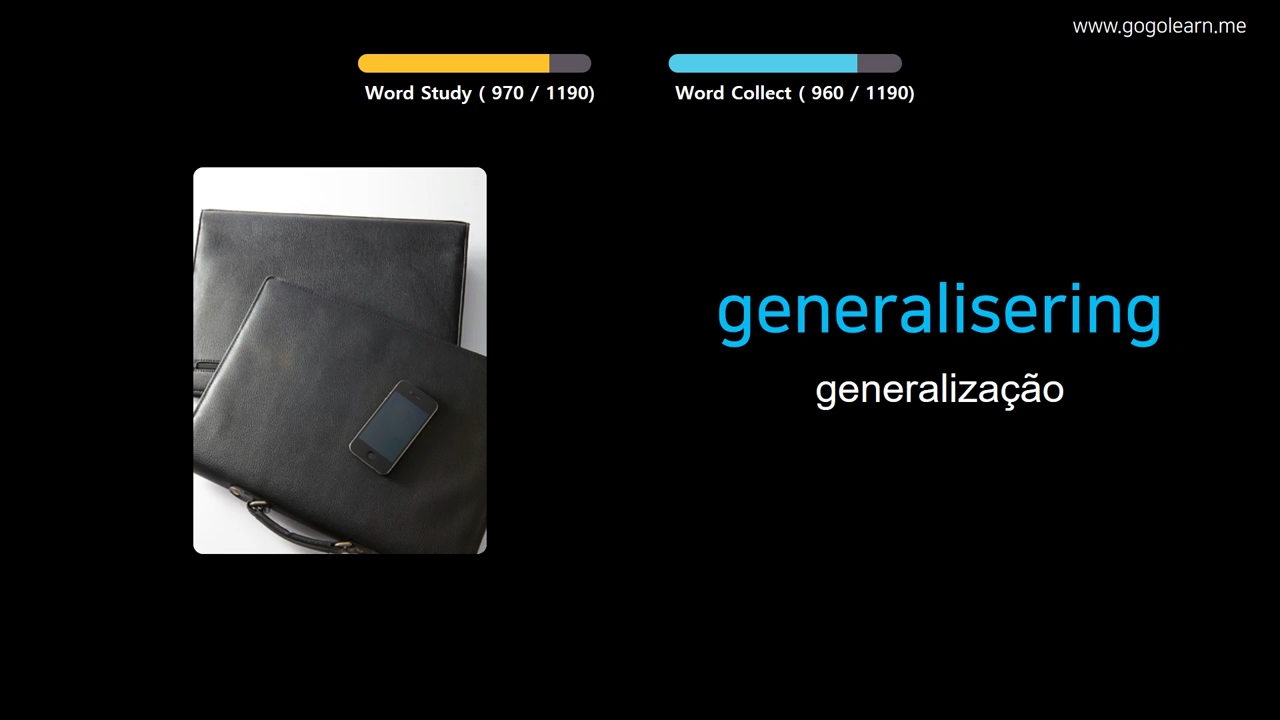 www.gogolearn.me
Word Study ( 970 / 1190)
Word Collect ( 960 / 1190)
generalisering
generalização